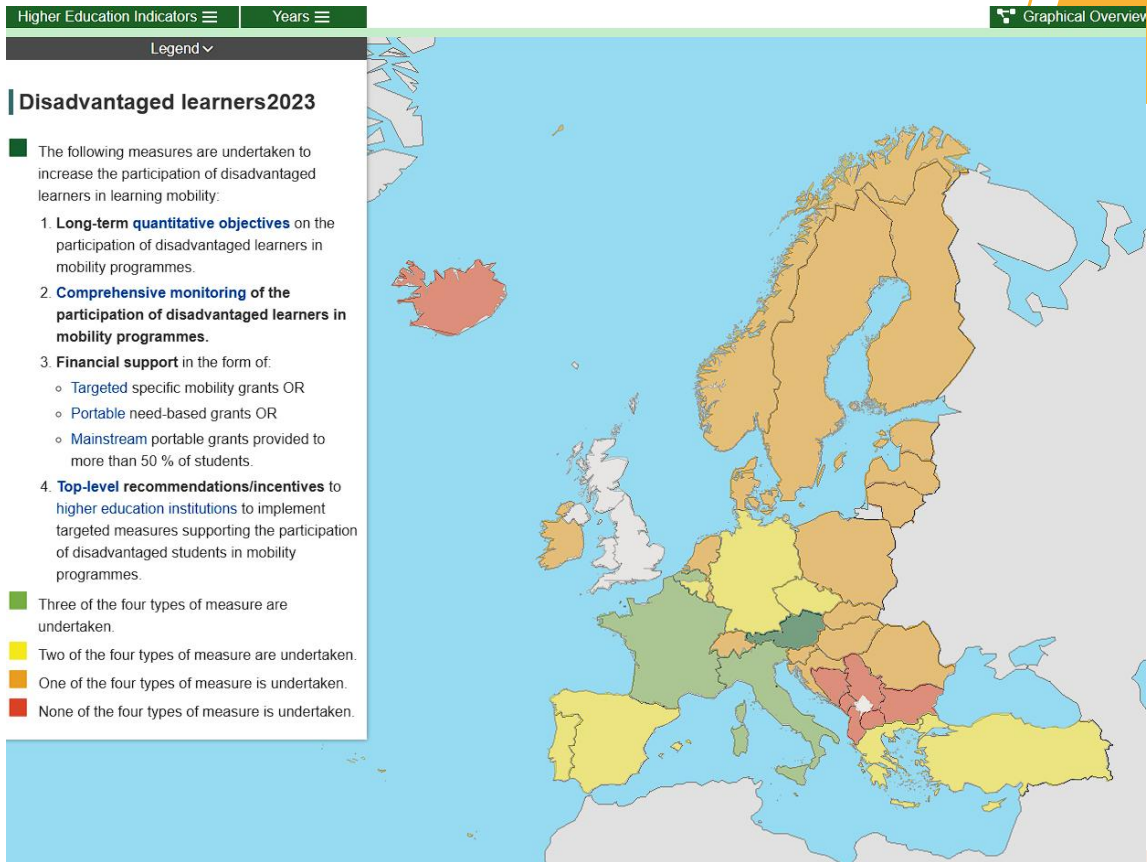 Higher Education Indicators
Years
Graphical Overview
Legend
Disadvantaged learners2023
The following measures are undertaken to
increase the participation of disadvantaged
learners in learning mobility:
1. Long-term quantitative objectives on the
participation of disadvantaged learners in
mobility programmes.
2. Comprehensive monitoring of the
participation of disadvantaged learners in
mobility programmes.
3. Financial support in the form of:
Targeted specific mobility grants OR
Portable need-based grants OR
Mainstream portable grants provided to
more than 50 % of students.
4. Top-level recommendations/incentives to
higher education institutions to implement
targeted measures supporting the participation
of disadvantaged students in mobility
programmes.
Three of the four types of measure are
undertaken.
Two of the four types of measure are undertaken.
One of the four types of measure is undertaken.
None of the four types of measure is undertaken.